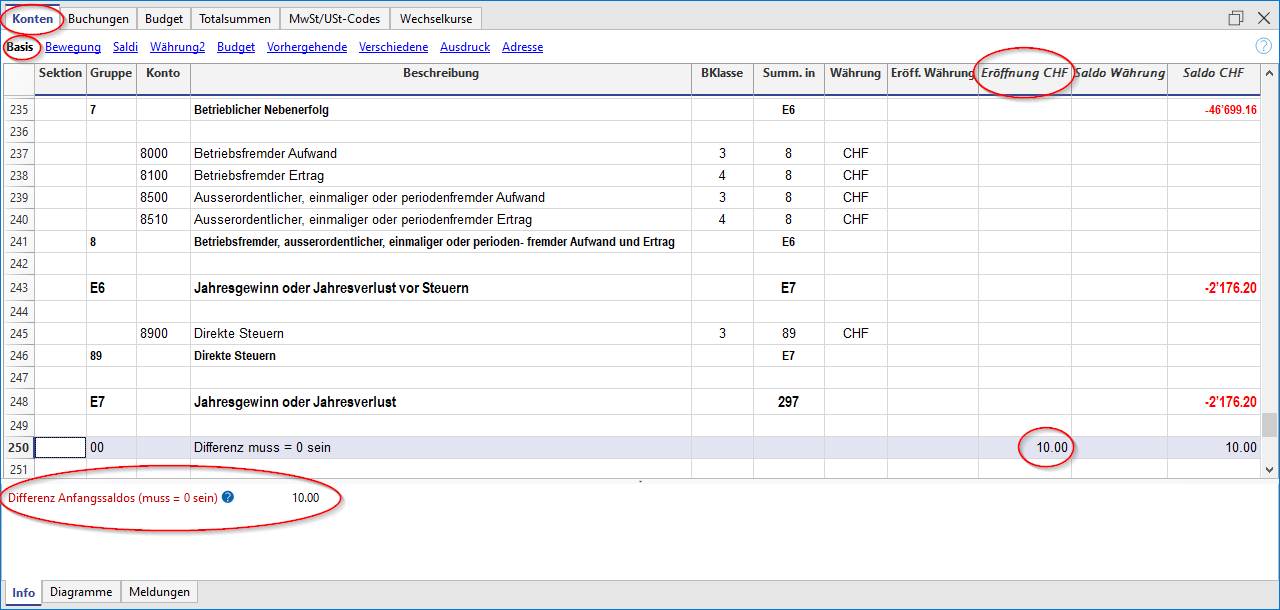 Konten Buchungen Budget Totalsummen MwSt/USt-Codes Wechselkurse
Basis Bewegung Saldi Währung2 Budget Vorhergehende Verschiedene Ausdruck Adresse ?
Sektion Gruppe Konto Beschreibung BKlasse Summ. in Währung Eröff. Währung Eröffnung CHF Saldo Währung Saldo CHF
235 7 Betrieblicher Nebenerfolg E6 -46'699.16
236
237 8000 Betriebsfremder Aufwand 3 8 CHF
238 8100 Betriebsfremder Ertrag 4 8 CHF
239 8500 Ausserordentlicher, einmaliger oder periodenfremder Aufwand 3 8 CHF
240 8510 Ausserordentlicher, einmaliger oder periodenfremder Ertrag 4 8 CHF
241 8 Betriebsfremder, ausserordentlicher, einmaliger oder perioden- fremder Aufwand und Ertrag E6
242
243 E6 Jahresgewinn oder Jahresverlust vor Steuern E7 -2'176.20
244
245 8900 Direkte Steuern 3 89 CHF
246 89 Direkte Steuern E7
247
248 E7 Jahresgewinn oder Jahresverlust 297 -2'176.20
249
250 00 Differenz muss = 0 sein 10.00 10.00
251
Differenz Anfangssaldos (muss = 0 sein) ? 10.00
Info Diagramme Meldungen